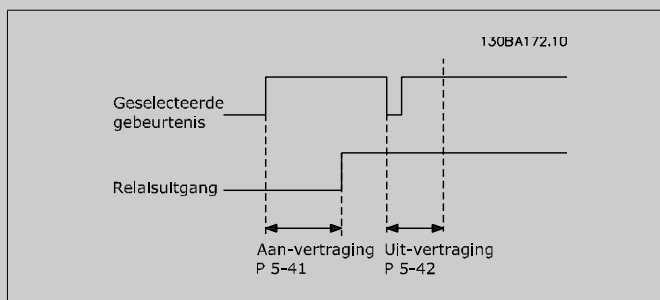 130BA172.10
Geselecteerde
gebeurtenis
Relaisuitgang
Aan-vertraging
P 5-41
Uit-vertraging
P 5-42